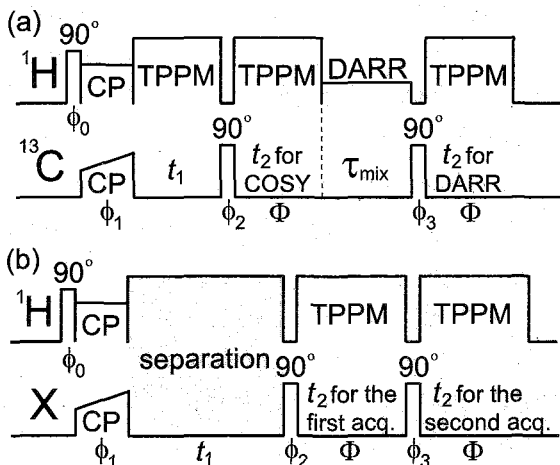 (a)
90°
¹H
CP
TPPM
TPPM
DARR
TPPM
ϕ₀
90°
90°
¹³C
CP
t₁
t₂ for
COSY
τmix
t₂ for
DARR
ϕ₁
ϕ₂
Φ
ϕ₃
Φ
(b)
90°
¹H
CP
TPPM
TPPM
ϕ₀
separation
90°
90°
X
CP
t₂ for the
first acq.
t₂ for the
second acq.
ϕ₁
t₁
ϕ₂
Φ
ϕ₃
Φ